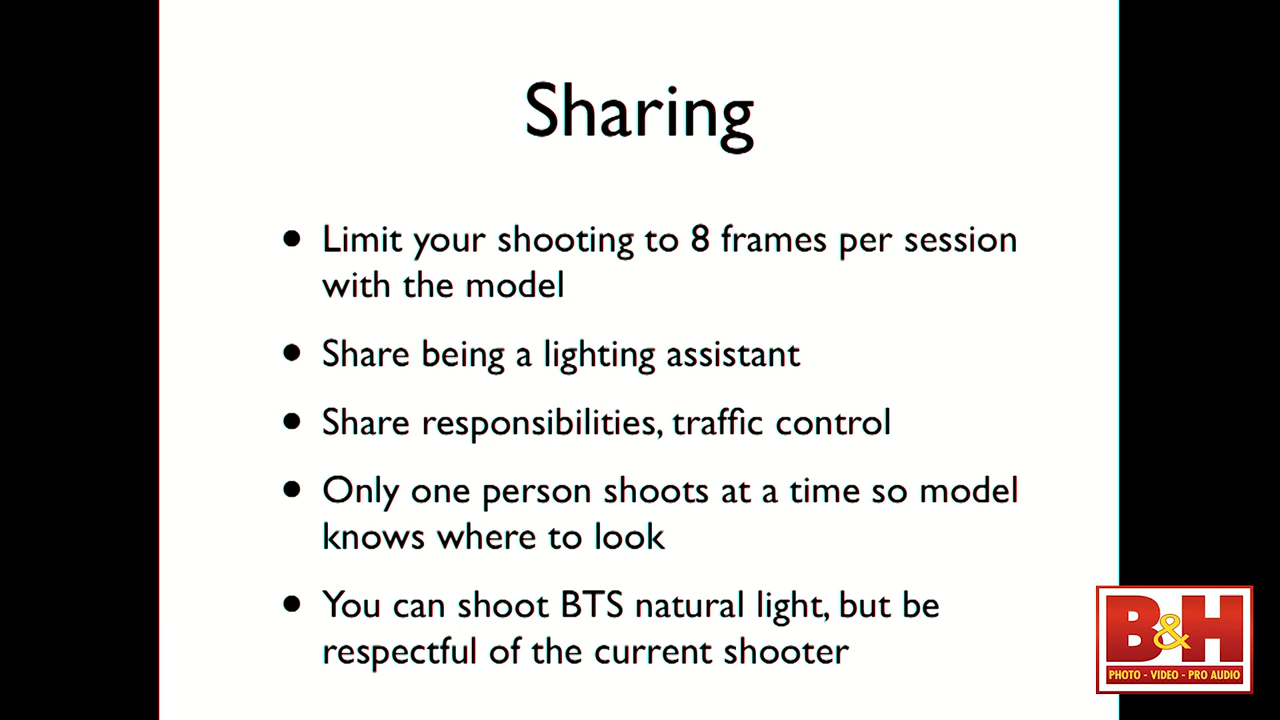 Sharing
• Limit your shooting to 8 frames per session
with the model
• Share being a lighting assistant
• Share responsibilities, traffic control
• Only one person shoots at a time so model
knows where to look
• You can shoot BTS natural light, but be
respectful of the current shooter
B&H
PHOTO - VIDEO - PRO AUDIO